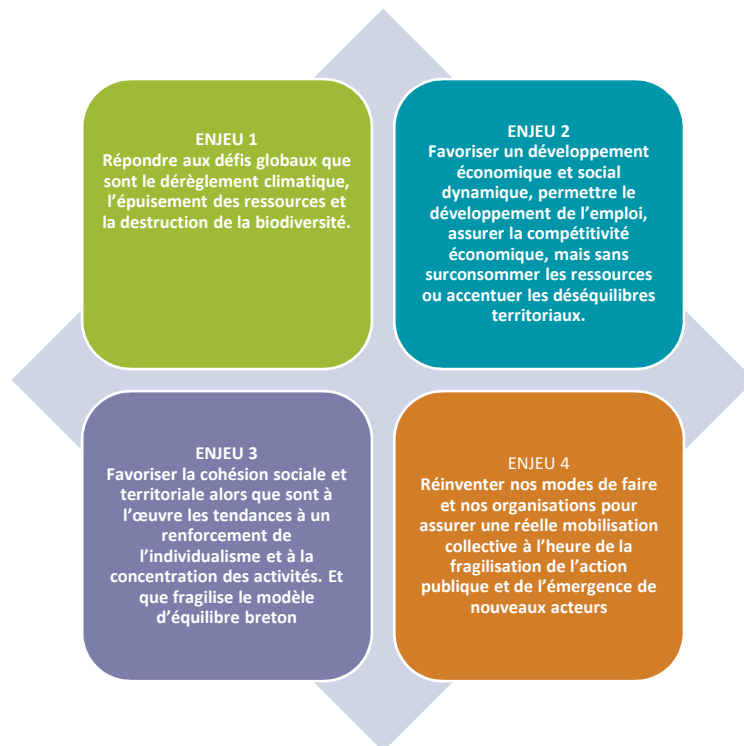 ENJEU 1
Répondre aux défis globaux que
sont le dérèglement climatique,
l’épuisement des ressources et
la destruction de la biodiversité.
ENJEU 2
Favoriser un développement
économique et social
dynamique, permettre le
développement de l’emploi,
assurer la compétitivité
économique, mais sans
surconsommer les ressources
ou accentuer les déséquilibres
territoriaux.
ENJEU 3
Favoriser la cohésion sociale et
territoriale alors que sont à
l’œuvre les tendances à un
renforcement de
l’individualisme et à la
concentration des activités. Et
que fragilise le modèle
d’équilibre breton
ENJEU 4
Réinventer nos modes de faire
et nos organisations pour
assurer une réelle mobilisation
collective à l’heure de la
fragilisation de l’action
publique et de l’émergence de
nouveaux acteurs